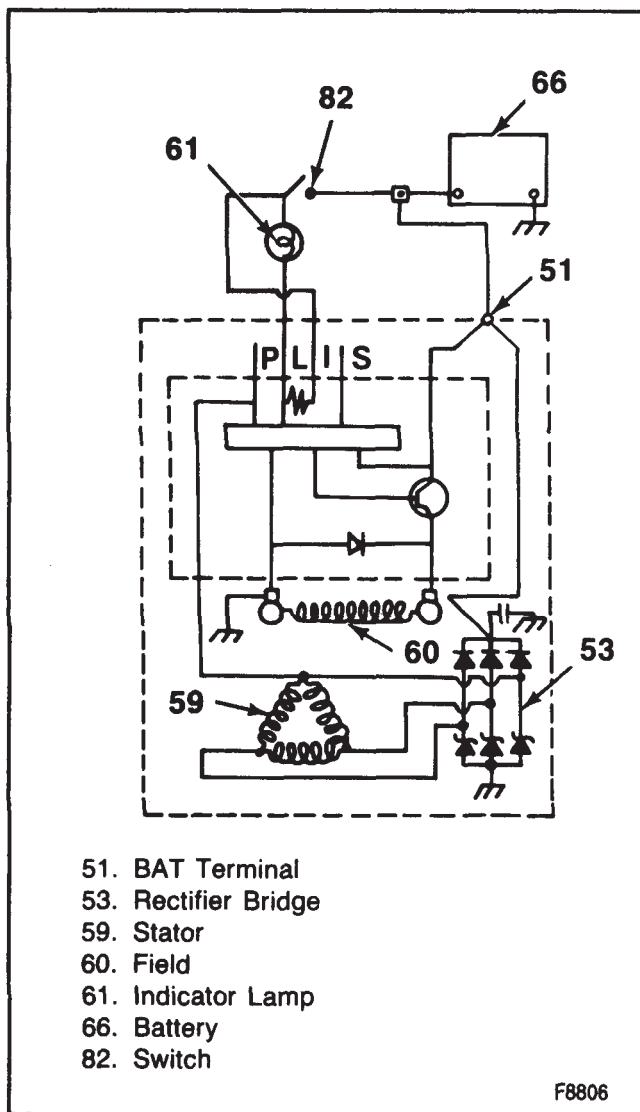 82
66
61
51
P L I S
60
53
59
51. BAT Terminal
53. Rectifier Bridge
59. Stator
60. Field
61. Indicator Lamp
66. Battery
82. Switch
F8806